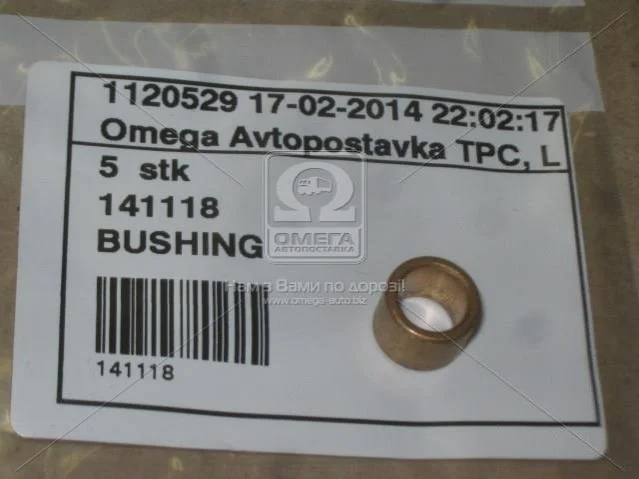 1120529 17-02-2014 22:02:17
Omega Avtopostavka TPC, L
5 stk
141118
BUSHING
ОМЕГА
АВТОПОСТАВКА
Нам з Вами по дорозі!
www.omega-auto.biz
141118